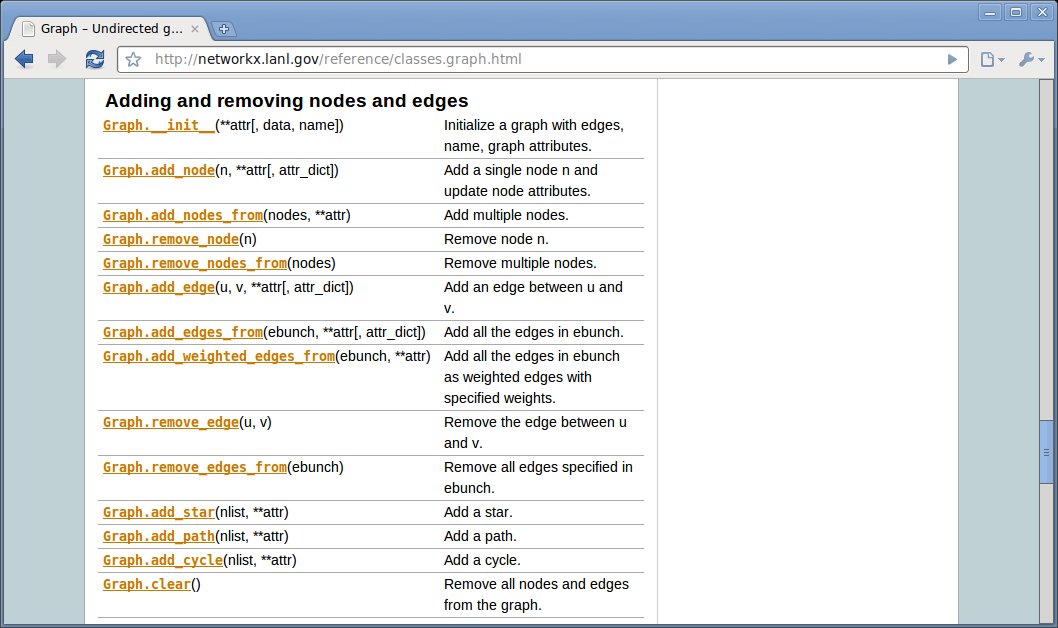 Graph – Undirected g...
http://networkx.lanl.gov/reference/classes.graph.html
Adding and removing nodes and edges
Graph.__init__(**attr[, data, name]) Initialize a graph with edges,
name, graph attributes.
Graph.add_node(n, **attr[, attr_dict]) Add a single node n and
update node attributes.
Graph.add_nodes_from(nodes, **attr) Add multiple nodes.
Graph.remove_node(n) Remove node n.
Graph.remove_nodes_from(nodes) Remove multiple nodes.
Graph.add_edge(u, v, **attr[, attr_dict]) Add an edge between u and
v.
Graph.add_edges_from(ebunch, **attr[, attr_dict]) Add all the edges in ebunch.
Graph.add_weighted_edges_from(ebunch, **attr) Add all the edges in ebunch
as weighted edges with
specified weights.
Graph.remove_edge(u, v) Remove the edge between u
and v.
Graph.remove_edges_from(ebunch) Remove all edges specified in
ebunch.
Graph.add_star(nlist, **attr) Add a star.
Graph.add_path(nlist, **attr) Add a path.
Graph.add_cycle(nlist, **attr) Add a cycle.
Graph.clear() Remove all nodes and edges
from the graph.